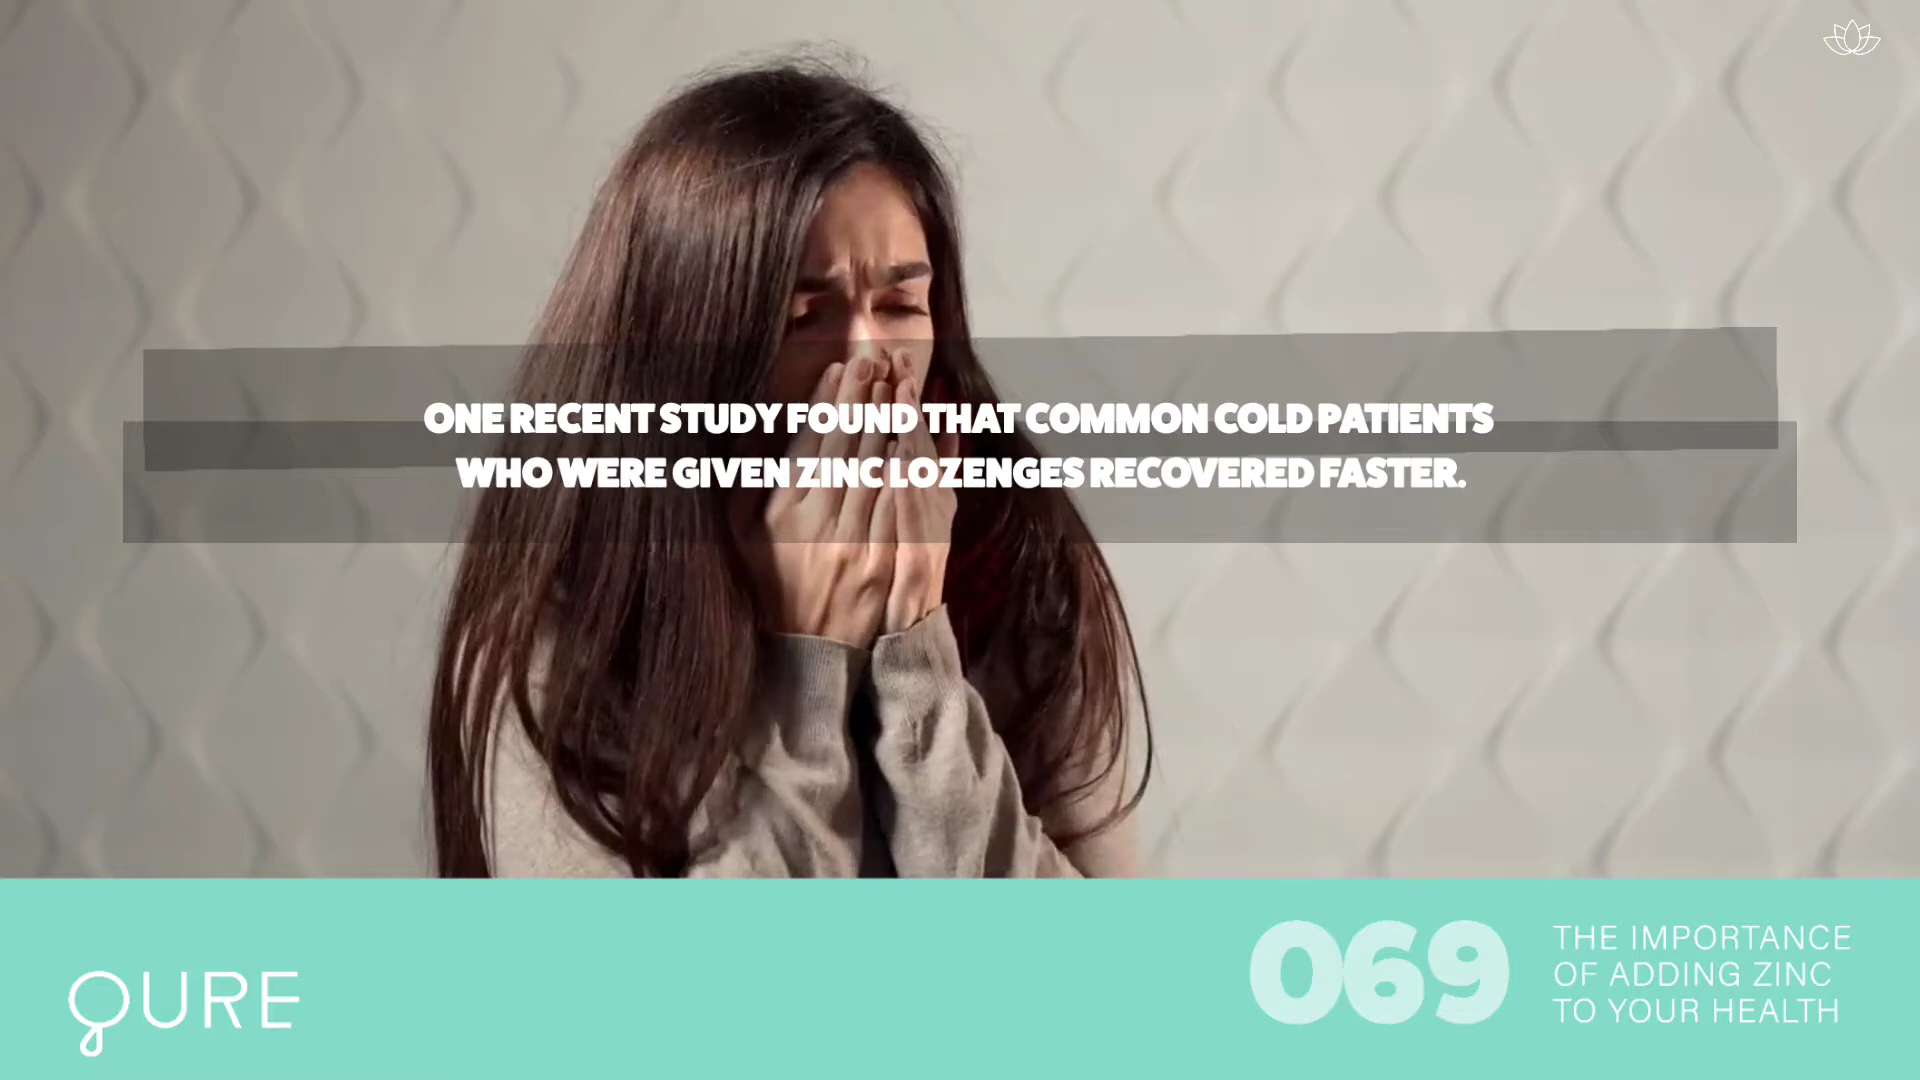 ONE RECENT STUDY FOUND THAT COMMON COLD PATIENTS
WHO WERE GIVEN ZINC LOZENGES RECOVERED FASTER.
QURE
069
THE IMPORTANCE
OF ADDING ZINC
TO YOUR HEALTH